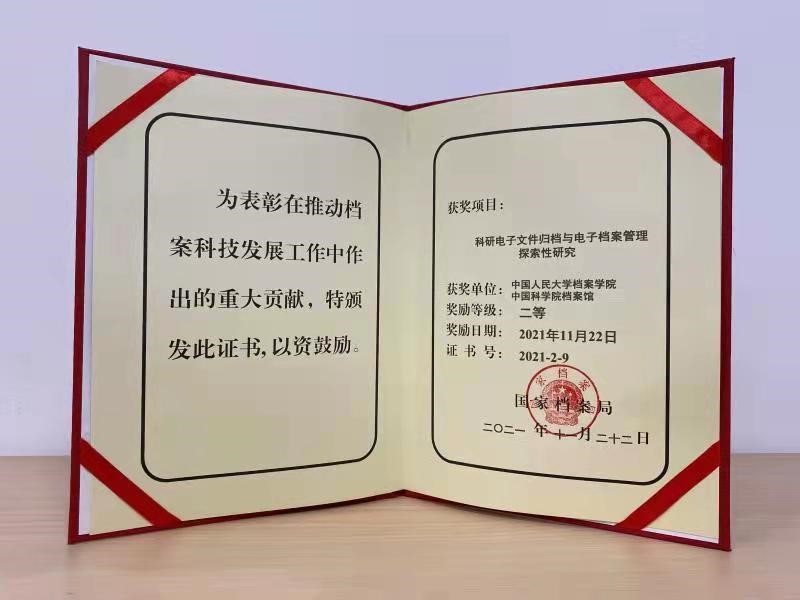 为表彰在推动档
案科技发展工作中作
出的重大贡献，特颁
发此证书，以资鼓励。
获奖项目：
科研电子文件归档与电子档案管理
探索性研究
获奖单位：中国人民大学档案学院
中国科学院档案馆
奖励等级：二等
奖励日期：2021年11月22日
证书号：2021-2-9
国家档案局
二〇二一年十一月二十二日